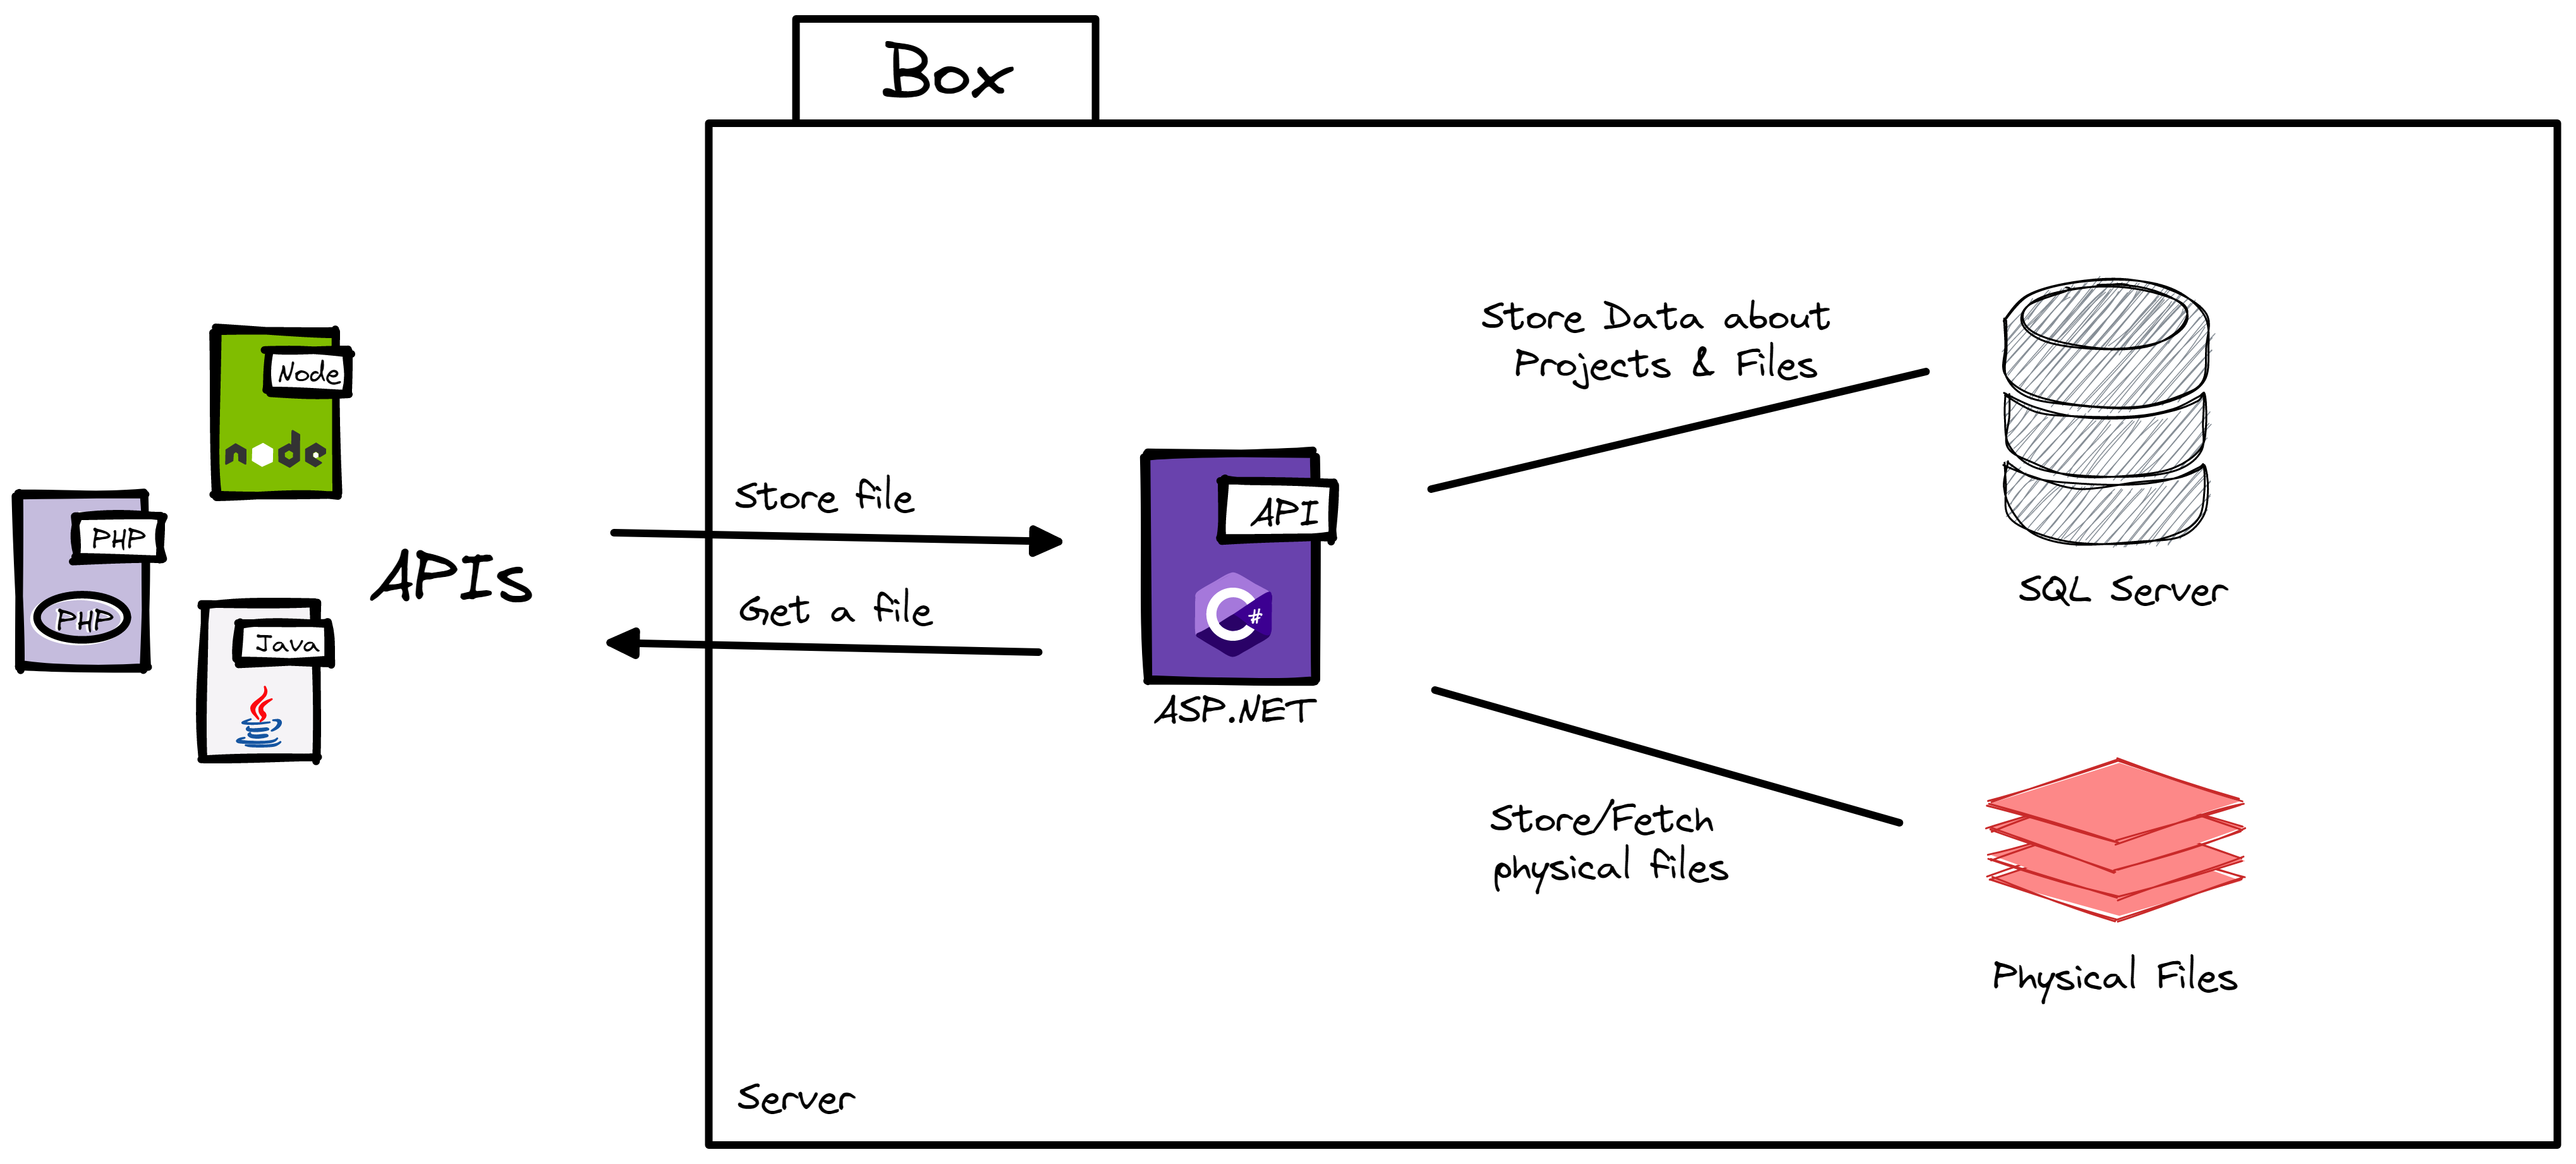 Box
Node
node
PHP
PHP
Java
APIs
Store file
Get a file
API
C#
ASP.NET
Store Data about
Projects & Files
SQL Server
Store/Fetch
physical files
Physical Files
Server